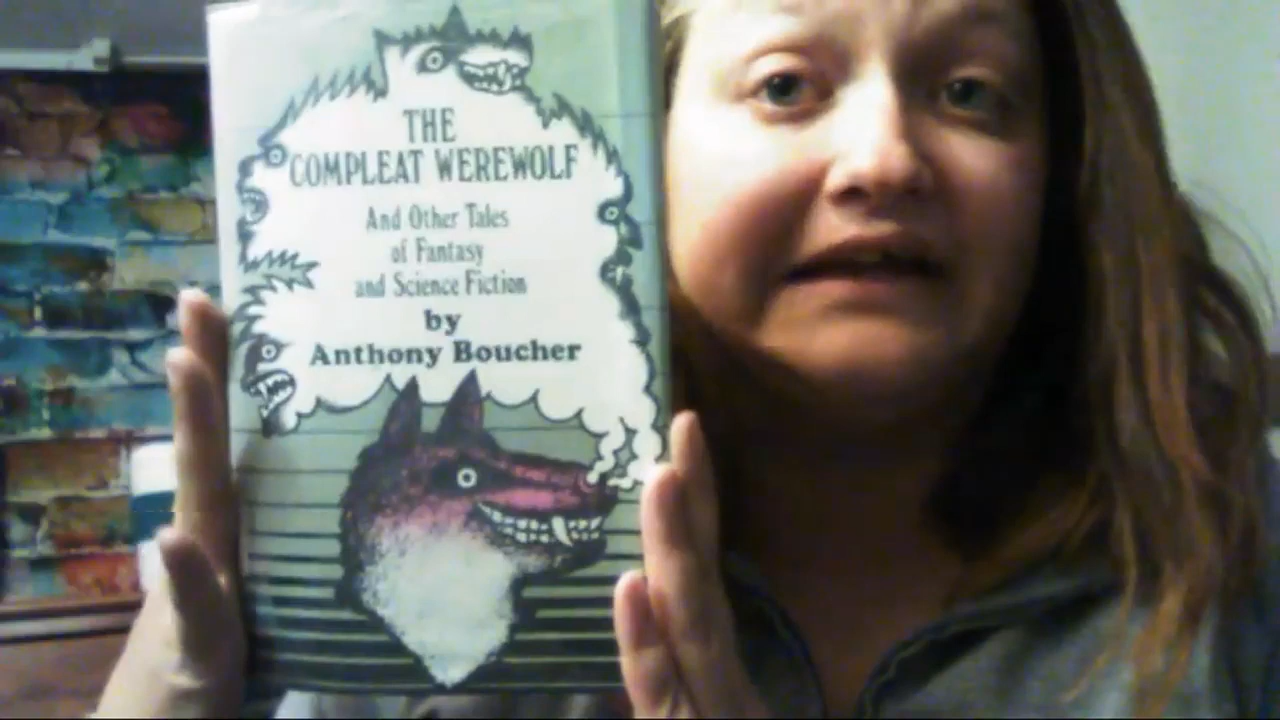 THE
COMPLEAT WEREWOLF
And Other Tales
of Fantasy
and Science Fiction
by
Anthony Boucher